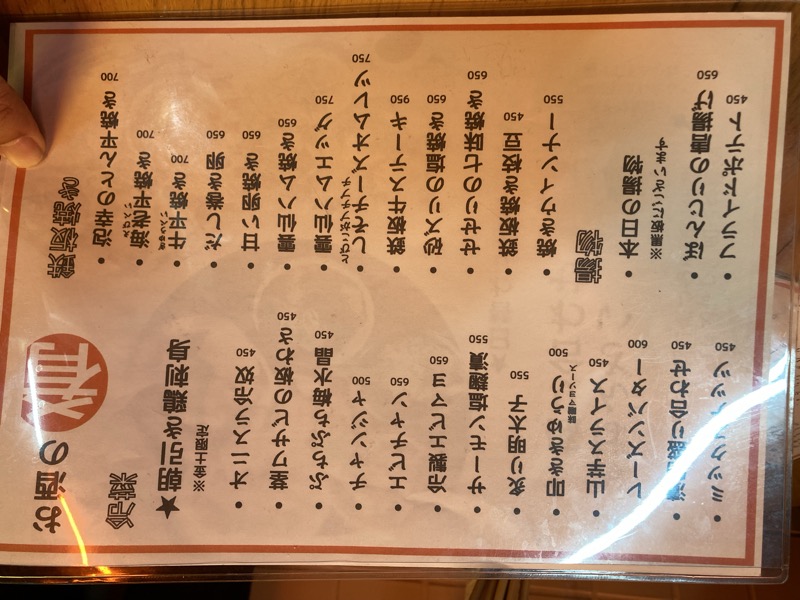 お酒の肴
冷菜
★朝引き鶏刺身
※金土限定
・オニスラ冷奴 450
・茎ワサビの板わさ 450
・ぷちぷち梅水晶 450
・チャンジャ 500
・エビチャン 650
・冷製エビマヨ 650
・サーモン塩麹漬 550
・炙り明太子 550
・叩ききゅうり 味噌マヨソース 500
・山芋スライス 450
・レーズンバター 600
・盛り合わせ 450
・ミックスナッツ 450
鉄板焼き
・泡幸のとん平焼き 700
・海老平焼き えびぺい 700
・牛平焼き ぎゅうぺい 700
・だし巻き卵 650
・甘い卵焼き 650
・雲仙ハム焼き 650
・雲仙ハムエッグ 750
・しそチーズオムレツ とびこがプチプチ 750
・鉄板牛ステーキ 950
・砂ズリの塩焼き 650
・せせりの七味焼き 650
・鉄板焼き枝豆 450
・焼きウィンナー 550
揚物
・本日の揚物
※黒板にございます
・ぼんじりの唐揚げ 650
・フライドポテト 450